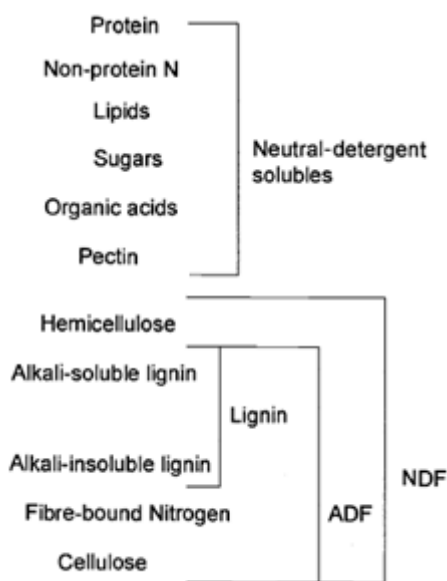 Protein
Non-protein N
Lipids
Sugars
Organic acids
Pectin
Neutral-detergent
solubles
Hemicellulose
Alkali-soluble lignin
Alkali-insoluble lignin
Fibre-bound Nitrogen
Cellulose
Lignin
ADF
NDF